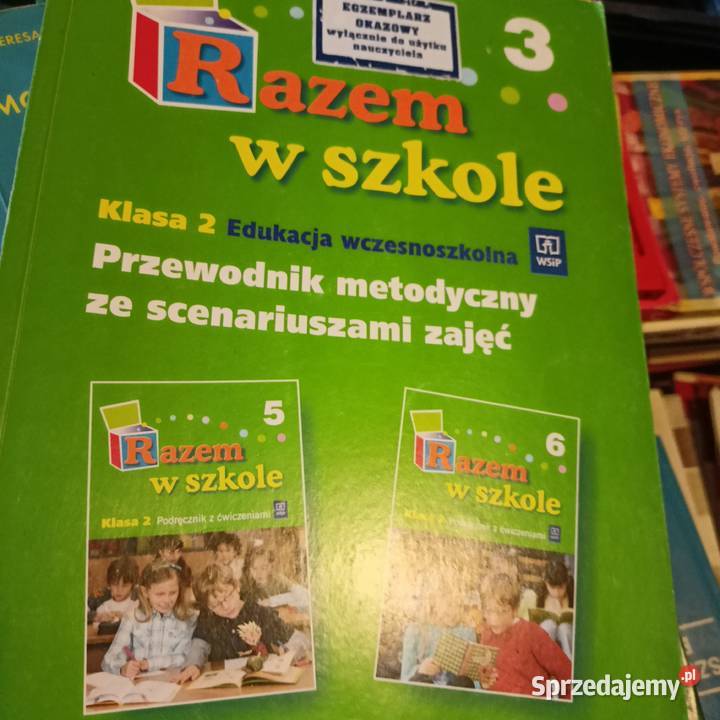 EGZEMPLARZ
OKAZOWY
wyłącznie do użytku
nauczyciela
3
Razem
w szkole
Klasa 2 Edukacja wczesnoszkolna
WSiP
Przewodnik metodyczny
ze scenariuszami zajęć
5
Razem
w szkole
Klasa 2 Podręcznik z ćwiczeniami
6
Razem
w szkole
z ćwiczeniami
Sprzedajemy.pl